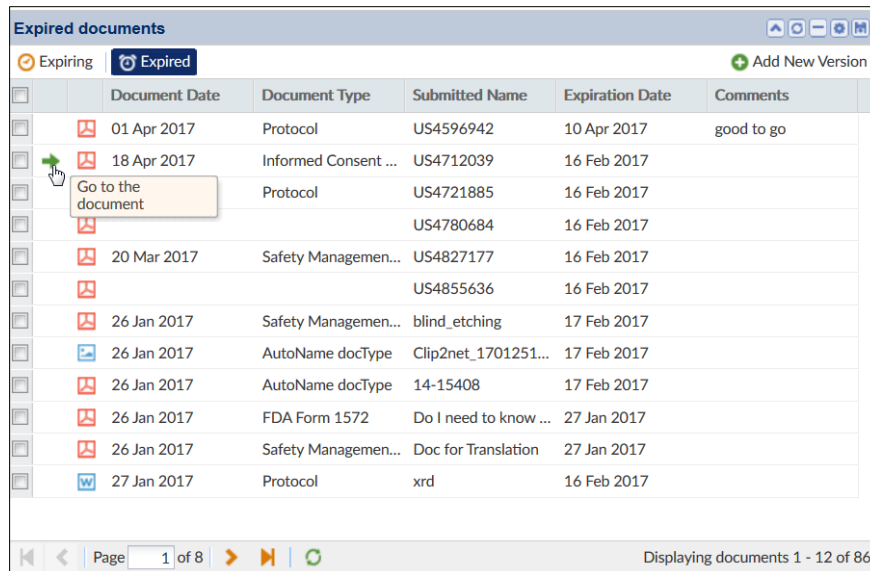 Expired documents
Expiring Expired Add New Version
Document Date Document Type Submitted Name Expiration Date Comments
01 Apr 2017 Protocol US4596942 10 Apr 2017 good to go
18 Apr 2017 Informed Consent ... US4712039 16 Feb 2017
Go to the
document
Protocol US4721885 16 Feb 2017
US4780684 16 Feb 2017
20 Mar 2017 Safety Managemen... US4827177 16 Feb 2017
US4855636 16 Feb 2017
26 Jan 2017 Safety Managemen... blind_etching 17 Feb 2017
26 Jan 2017 AutoName docType Clip2net_1701251... 17 Feb 2017
26 Jan 2017 AutoName docType 14-15408 17 Feb 2017
26 Jan 2017 FDA Form 1572 Do I need to know ... 27 Jan 2017
26 Jan 2017 Safety Managemen... Doc for Translation 27 Jan 2017
W 27 Jan 2017 Protocol xrd 16 Feb 2017
Page 1 of 8 Displaying documents 1 - 12 of 86